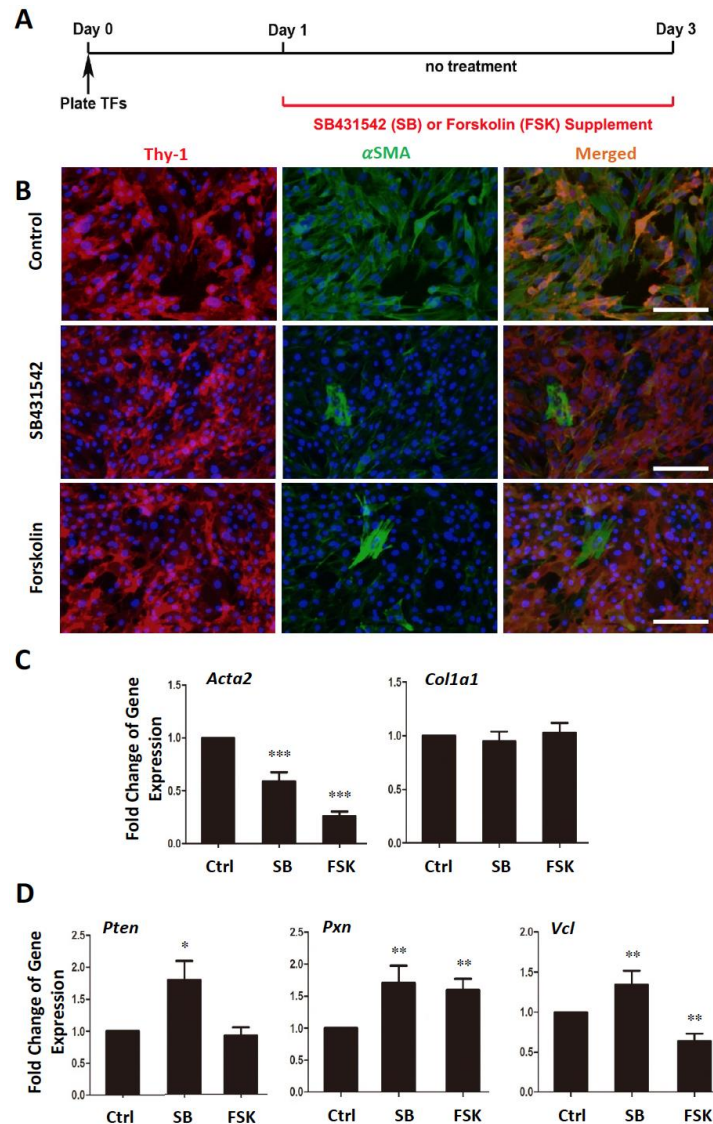 A
Day 0
Day 1
Day 3
no treatment
Plate TFs
SB431542 (SB) or Forskolin (FSK) Supplement
Thy-1
αSMA
Merged
B
Control
SB431542
Forskolin
C
Fold Change of Gene
Expression
Acta2
1.5
1.0
0.5
0.0
***
***
Ctrl
SB
FSK
Col1a1
1.5
1.0
0.5
0.0
Ctrl
SB
FSK
D
Fold Change of Gene
Expression
Pten
2.5
2.0
1.5
1.0
0.5
0.0
*
Ctrl
SB
FSK
Pxn
2.5
2.0
1.5
1.0
0.5
0.0
**
**
Ctrl
SB
FSK
Vcl
2.0
1.5
1.0
0.5
0.0
**
**
Ctrl
SB
FSK